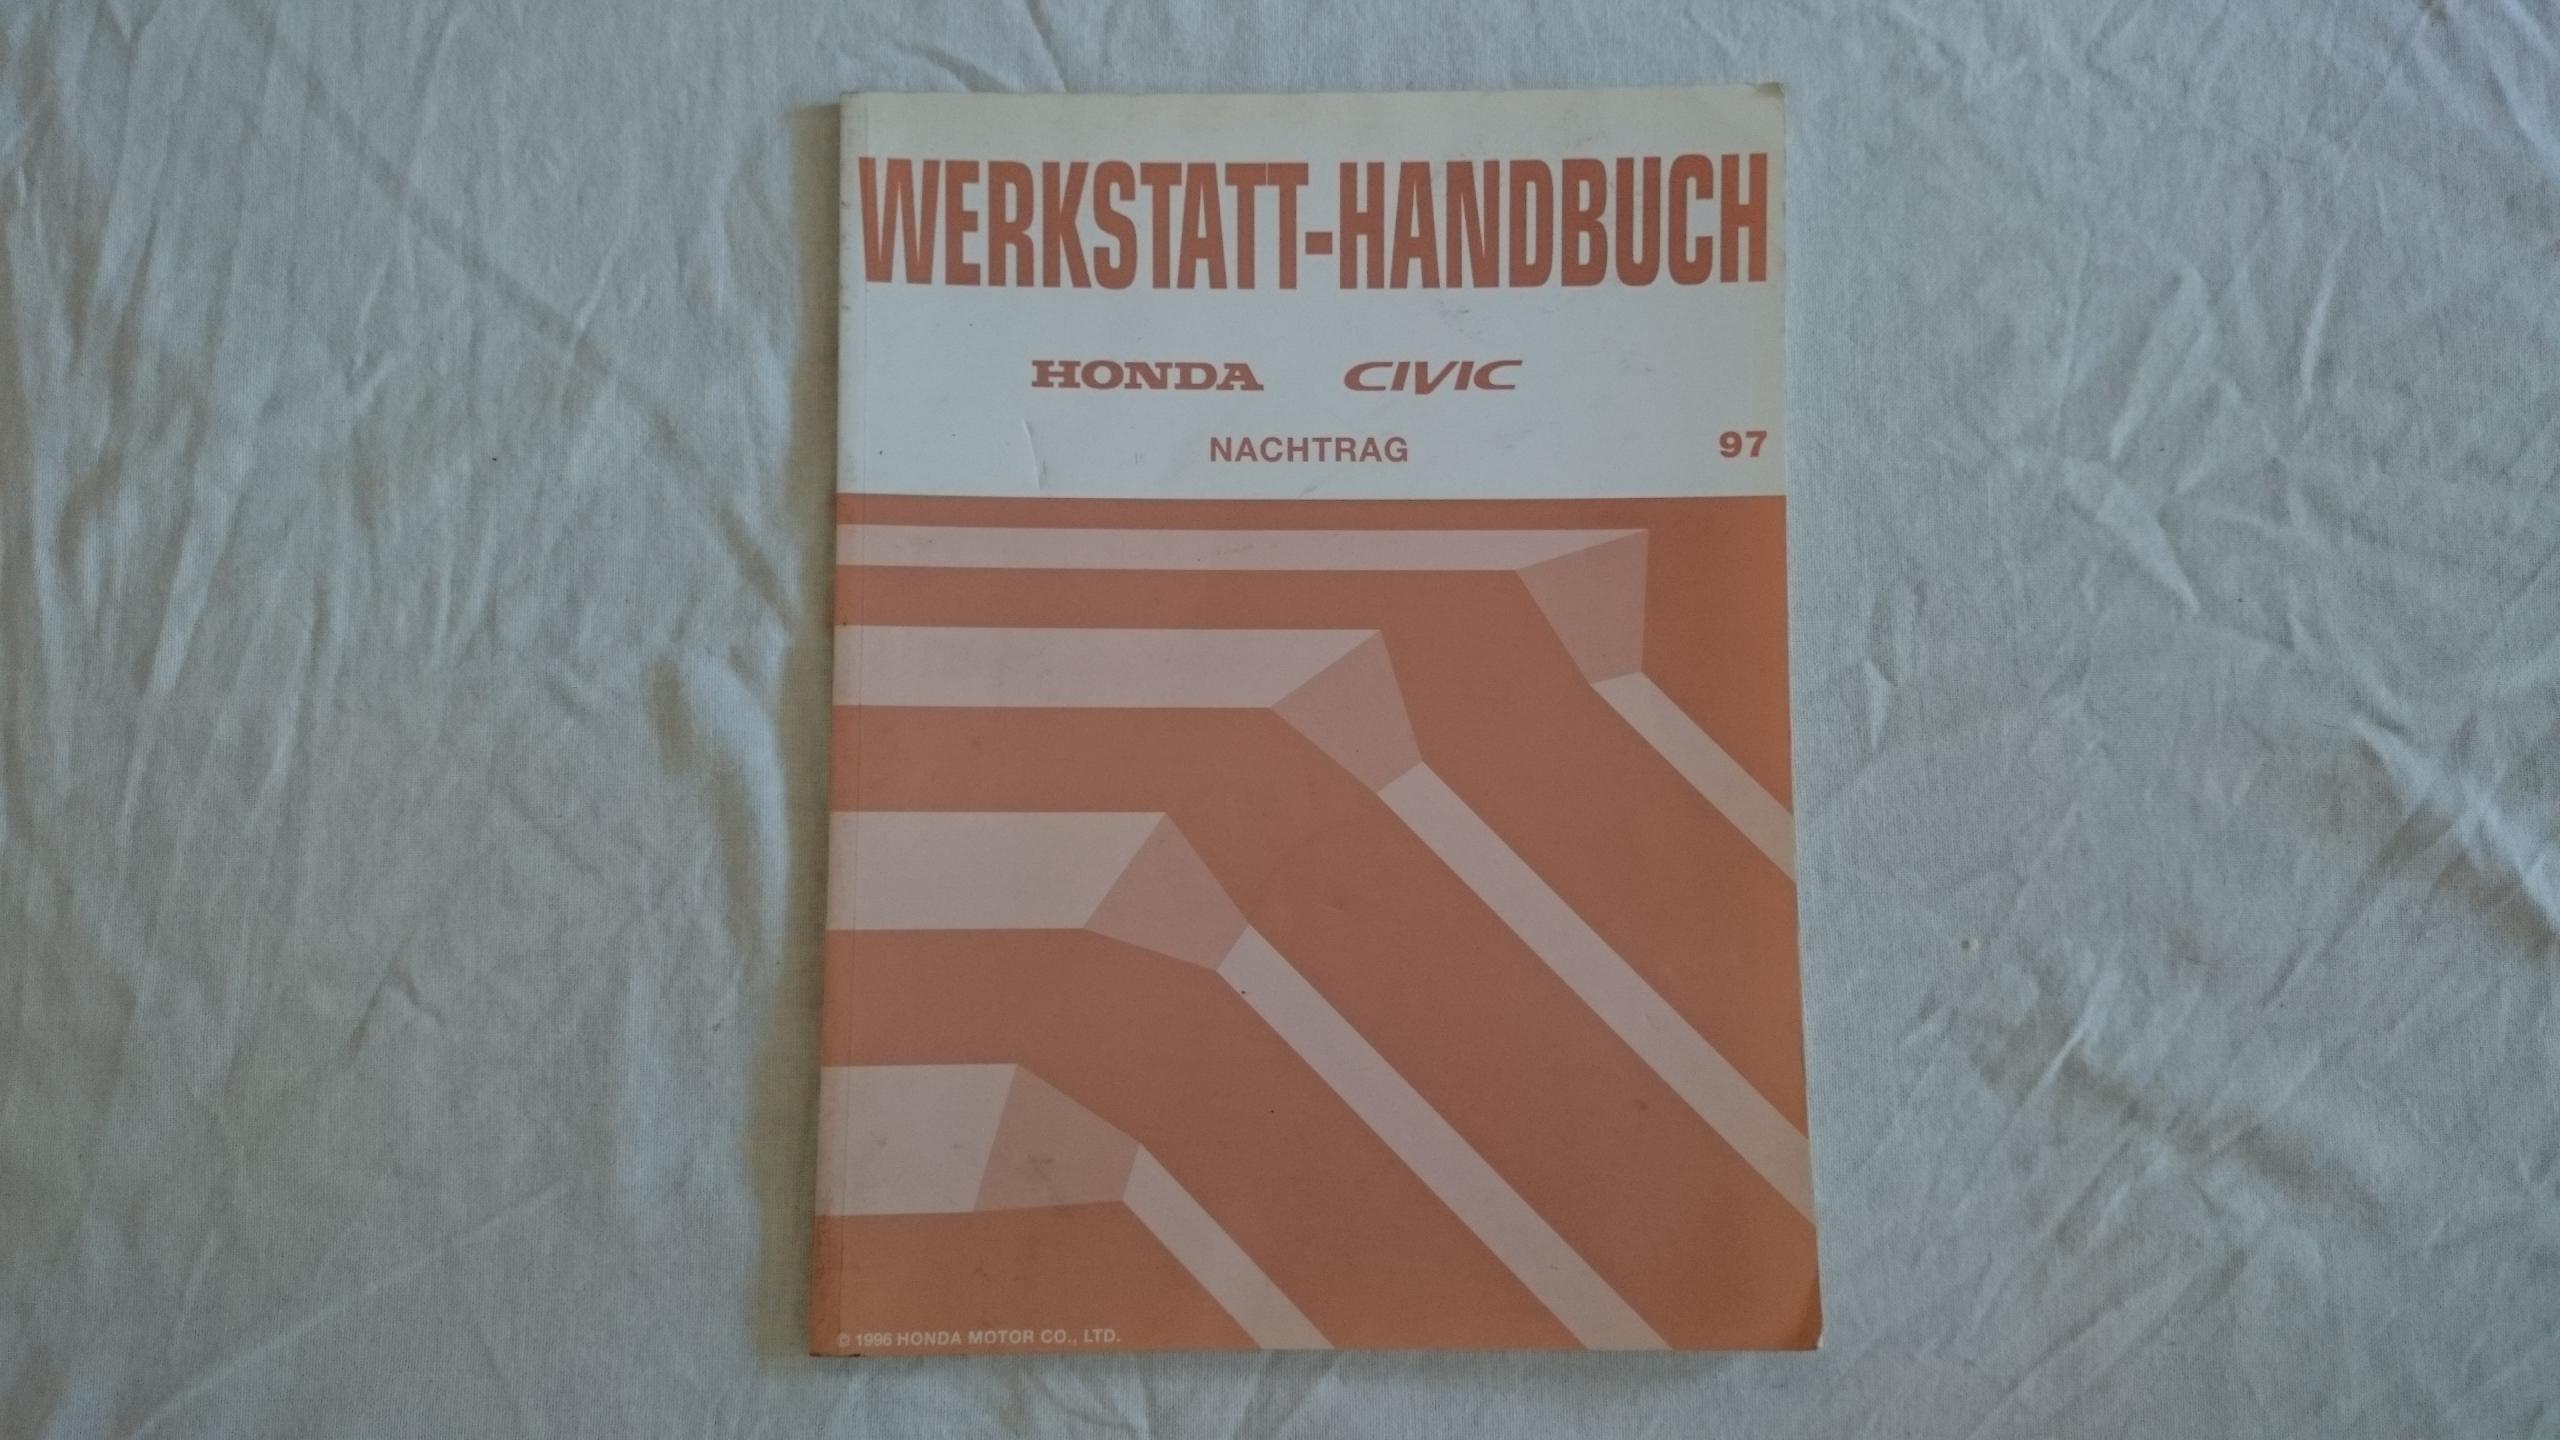 WERKSTATT-HANDBUCH
HONDA CIVIC
NACHTRAG 97
© 1996 HONDA MOTOR CO., LTD.